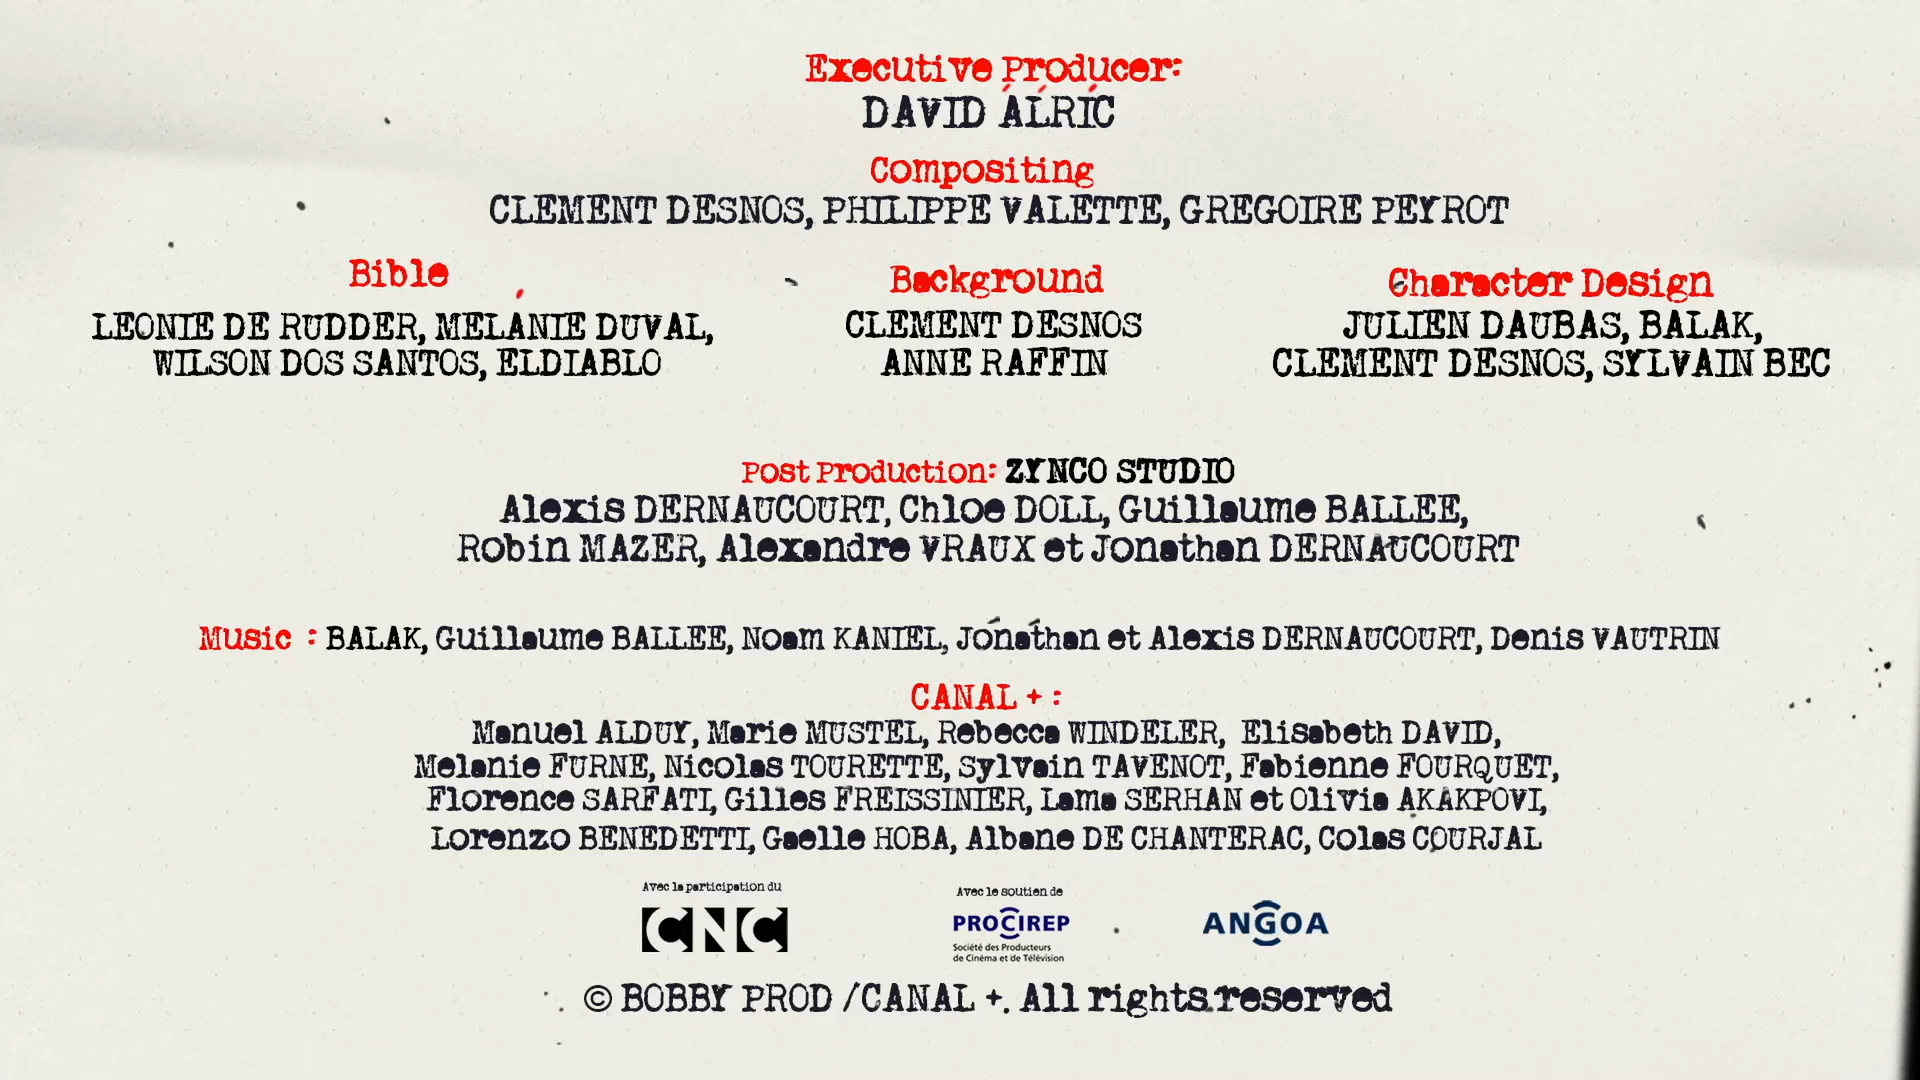 Executive Producer:
DAVID ALRIC
Compositing
CLEMENT DESNOS, PHILIPPE VALETTE, GREGOIRE PEYROT
Bible
LEONIE DE RUDDER, MELANIE DUVAL,
WILSON DOS SANTOS, ELDIABLO
Background
CLEMENT DESNOS
ANNE RAFFIN
Character Design
JULIEN DAUBAS, BALAK,
CLEMENT DESNOS, SYLVAIN BEC
Post Production: ZYNCO STUDIO
Alexis DERNAUCOURT, Chloe DOLL, Guillaume BALLEE,
Robin MAZER, Alexandre VRAUX et Jonathan DERNAUCOURT
Music : BALAK, Guillaume BALLEE, Noam KANIEL, Jonathan et Alexis DERNAUCOURT, Denis VAUTRIN
CANAL + :
Manuel ALDUY, Marie MUSTEL, Rebecca WINDELER, Elisabeth DAVID,
Melanie FURNE, Nicolas TOURETTE, Sylvain TAVENOT, Fabienne FOURQUET,
Florence SARFATI, Gilles FREISSINIER, Lama SERHAN et Olivia AKAKPOVI,
Lorenzo BENEDETTI, Gaelle HOBA, Albane DE CHANTERAC, Colas COURJAL
Avec la participation du
CNC
Avec le soutien de
PROCIREP
Société des Producteurs
de Cinéma et de Télévision
ANGOA
© BOBBY PROD /CANAL +. All rights reserved